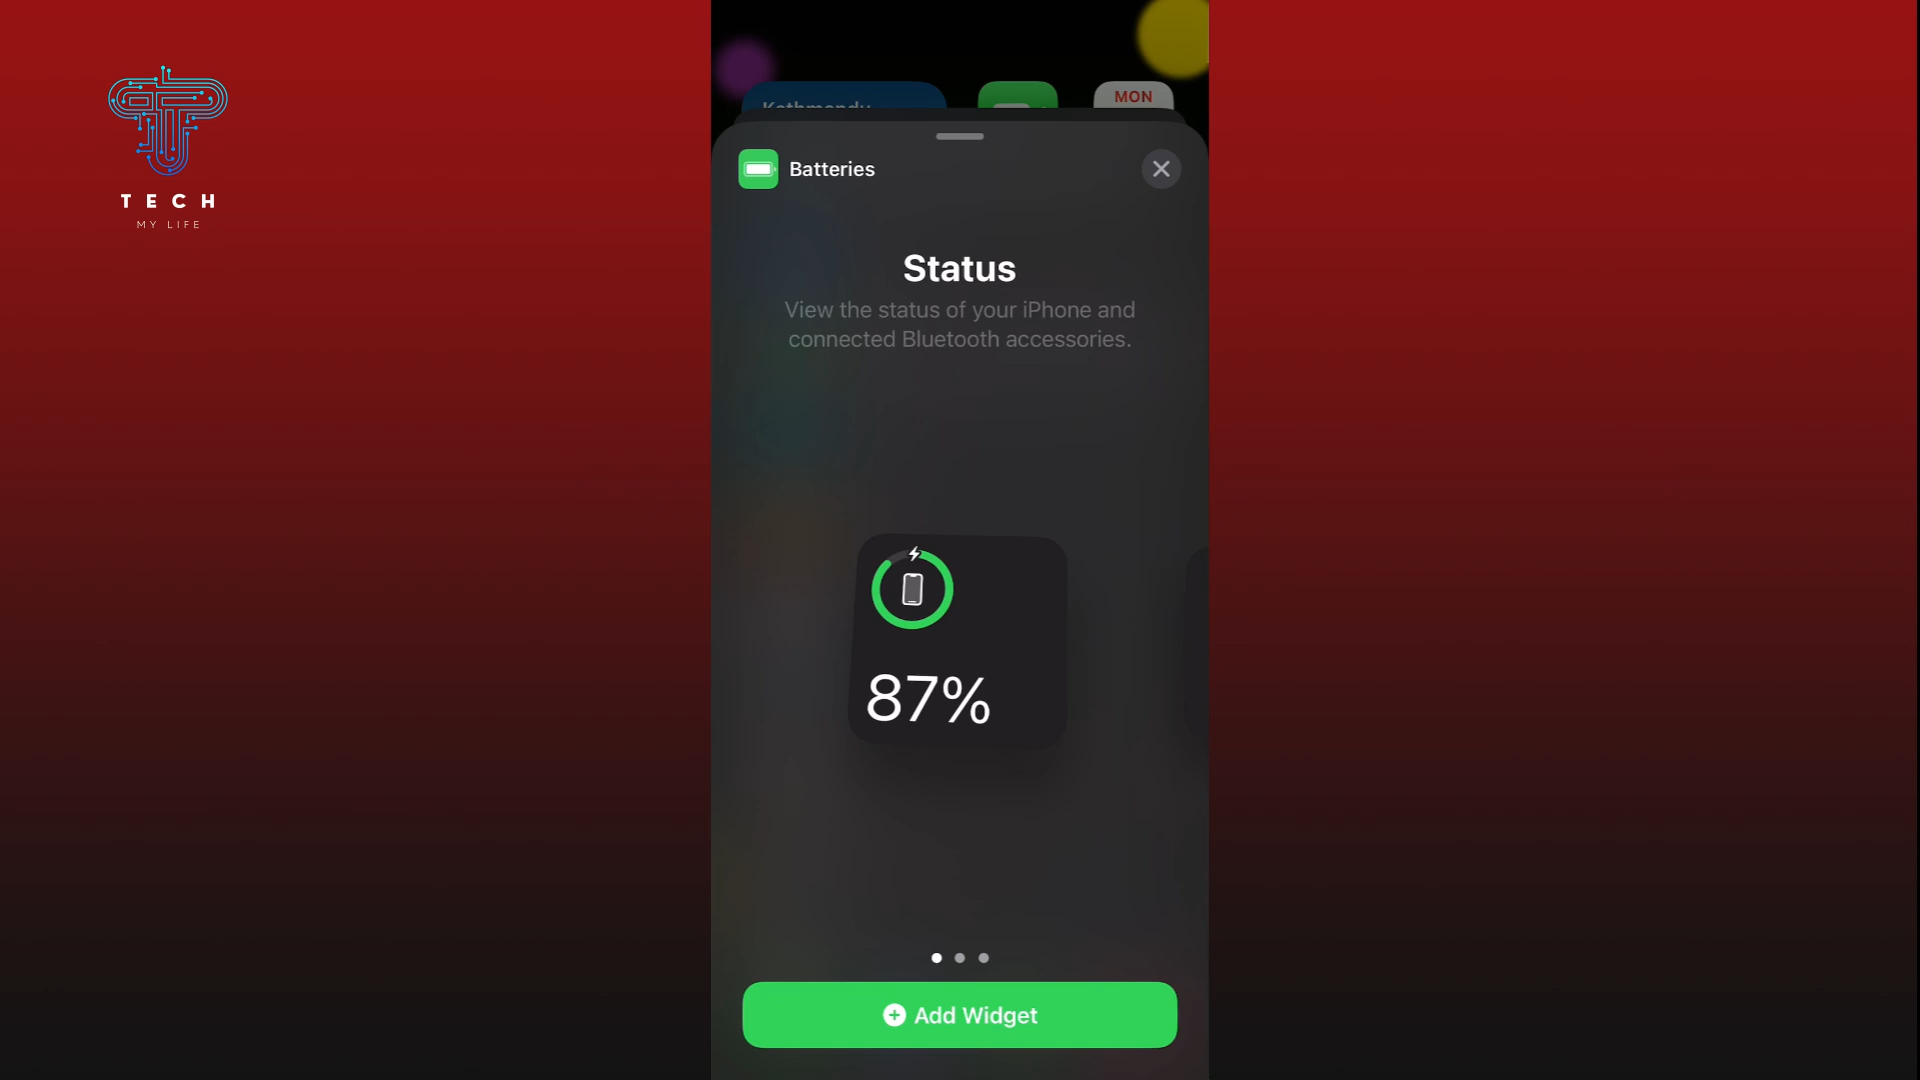 TECH
MY LIFE
Kathmandu
MON
Batteries
Status
View the status of your iPhone and
connected Bluetooth accessories.
87%
Add Widget